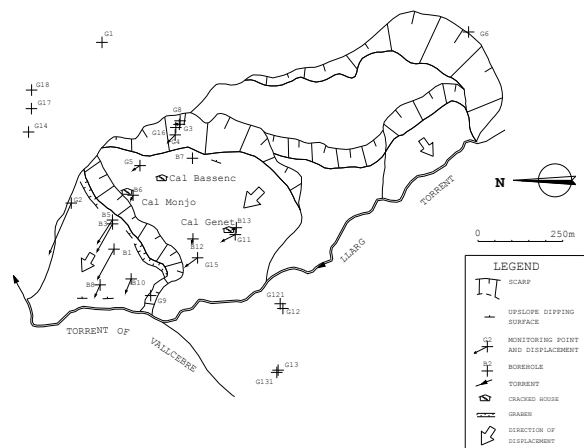 G1
G6
G18
G17
G14
G8
G3
G16
G4
B7
G5
Cal Bassenc
B6
G2
Cal Monjo
B5
B3
Cal Genet
B13
G11
B12
B1
G15
B8
B10
G9
G121
G12
G13
G131
TORRENT OF
VALLCEBRE
LLARG
TORRENT
N
0
250m
LEGEND
SCARP
UPSLOPE DIPPING
SURFACE
G2
MONITORING POINT
AND DISPLACEMENT
B2
BOREHOLE
TORRENT
CRACKED HOUSE
GRABEN
DIRECTION OF
DISPLACEMENT